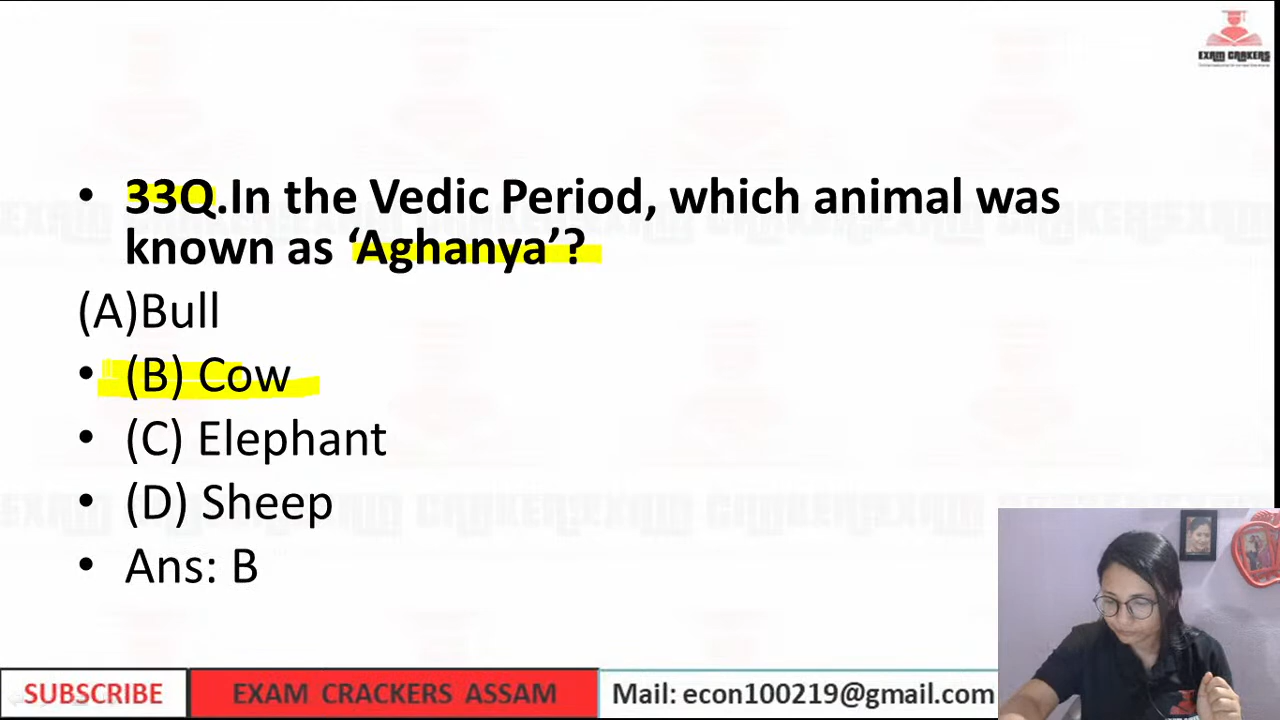 EXAM CRAKERS
• 33Q.In the Vedic Period, which animal was
known as ‘Aghanya’?
(A)Bull
• (B) Cow
• (C) Elephant
• (D) Sheep
• Ans: B
SUBSCRIBE
EXAM CRACKERS ASSAM
Mail: econ100219@gmail.com